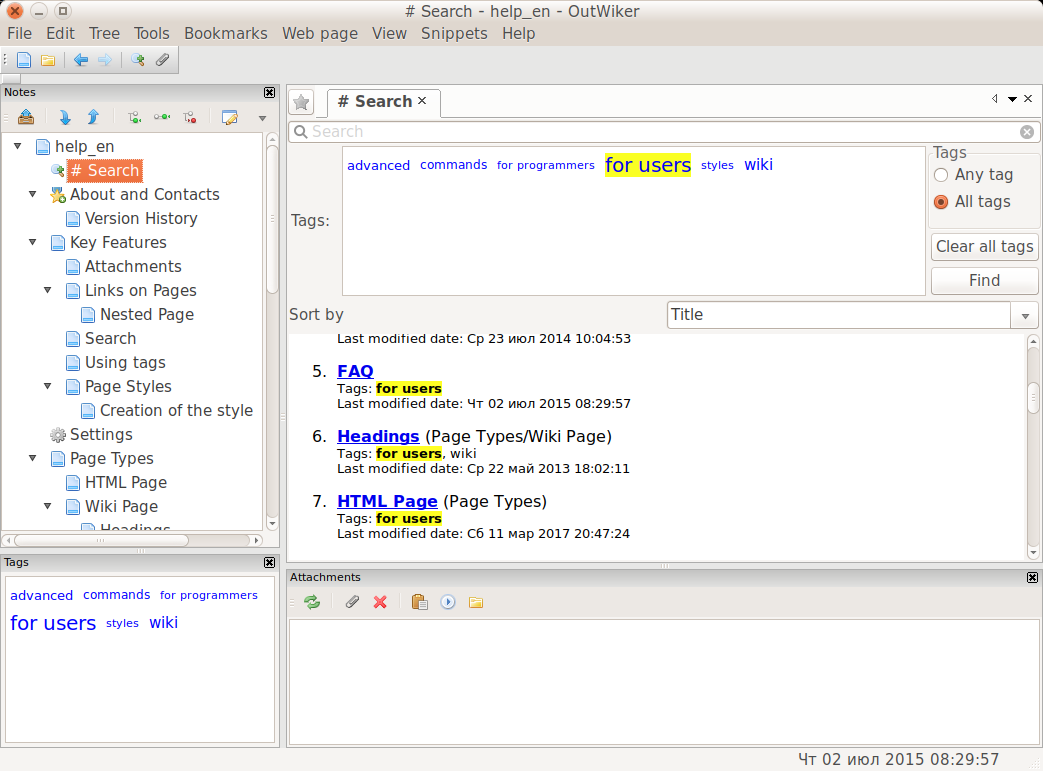 # Search - help_en - OutWiker
File Edit Tree Tools Bookmarks Web page View Snippets Help
Notes
help_en
# Search
About and Contacts
Version History
Key Features
Attachments
Links on Pages
Nested Page
Search
Using tags
Page Styles
Creation of the style
Settings
Page Types
HTML Page
Wiki Page
Headings
Tags
advanced commands for programmers
for users styles wiki
# Search
Search
Tags:
advanced commands for programmers for users styles wiki
Tags
Any tag
All tags
Clear all tags
Find
Sort by
Title
Last modified date: Ср 23 июл 2014 10:04:53
5. FAQ
Tags: for users
Last modified date: Чт 02 июл 2015 08:29:57
6. Headings (Page Types/Wiki Page)
Tags: for users, wiki
Last modified date: Ср 22 май 2013 18:02:11
7. HTML Page (Page Types)
Tags: for users
Last modified date: Сб 11 мар 2017 20:47:24
Attachments
Чт 02 июл 2015 08:29:57